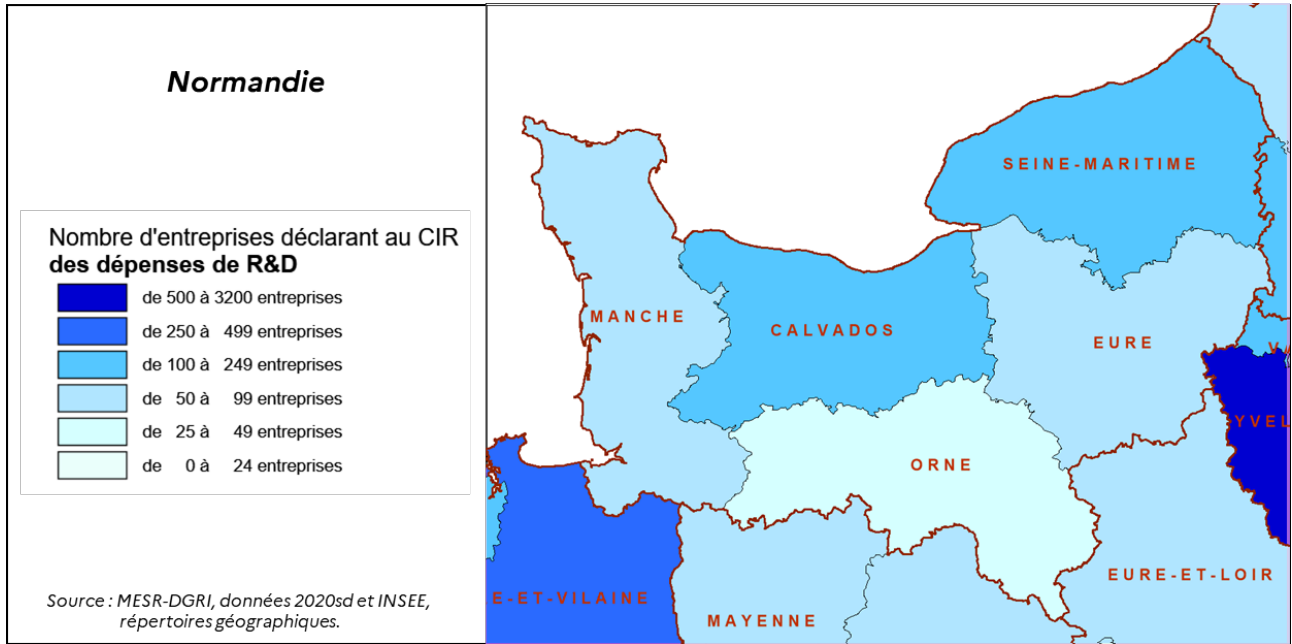 Normandie
Nombre d'entreprises déclarant au CIR
des dépenses de R&D
de 500 à 3200 entreprises
de 250 à 499 entreprises
de 100 à 249 entreprises
de 50 à 99 entreprises
de 25 à 49 entreprises
de 0 à 24 entreprises
Source : MESR-DGRI, données 2020sd et INSEE,
répertoires géographiques.
SEINE-MARITIME
MANCHE
CALVADOS
EURE
YVEL
ORNE
EURE-ET-LOIR
E-ET-VILAINE
MAYENNE